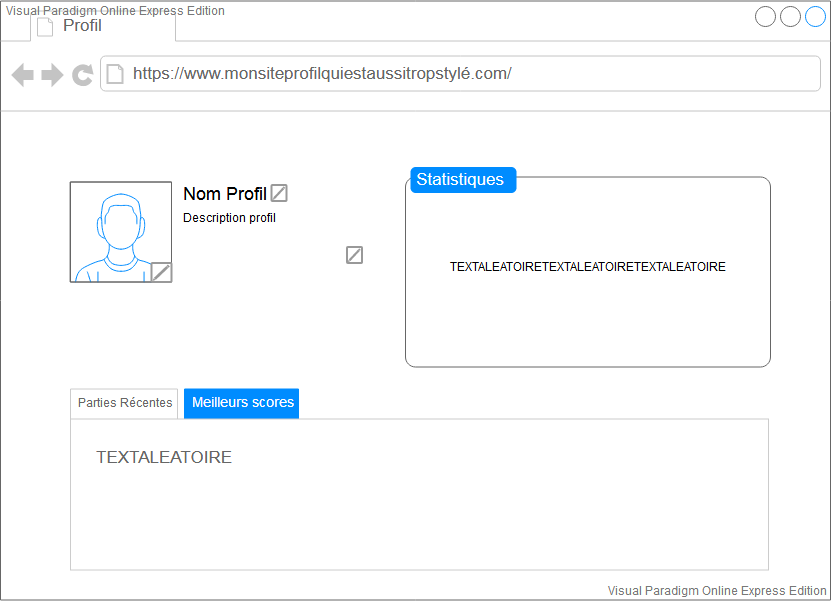 Visual Paradigm Online Express Edition
Profil
https://www.monsiteprofilquiestaussitropstylé.com/
Nom Profil
Description profil
Statistiques
TEXTALEATOIRETEXTALEATOIRETEXTALEATOIRE
Parties Récentes
Meilleurs scores
TEXTALEATOIRE
Visual Paradigm Online Express Edition